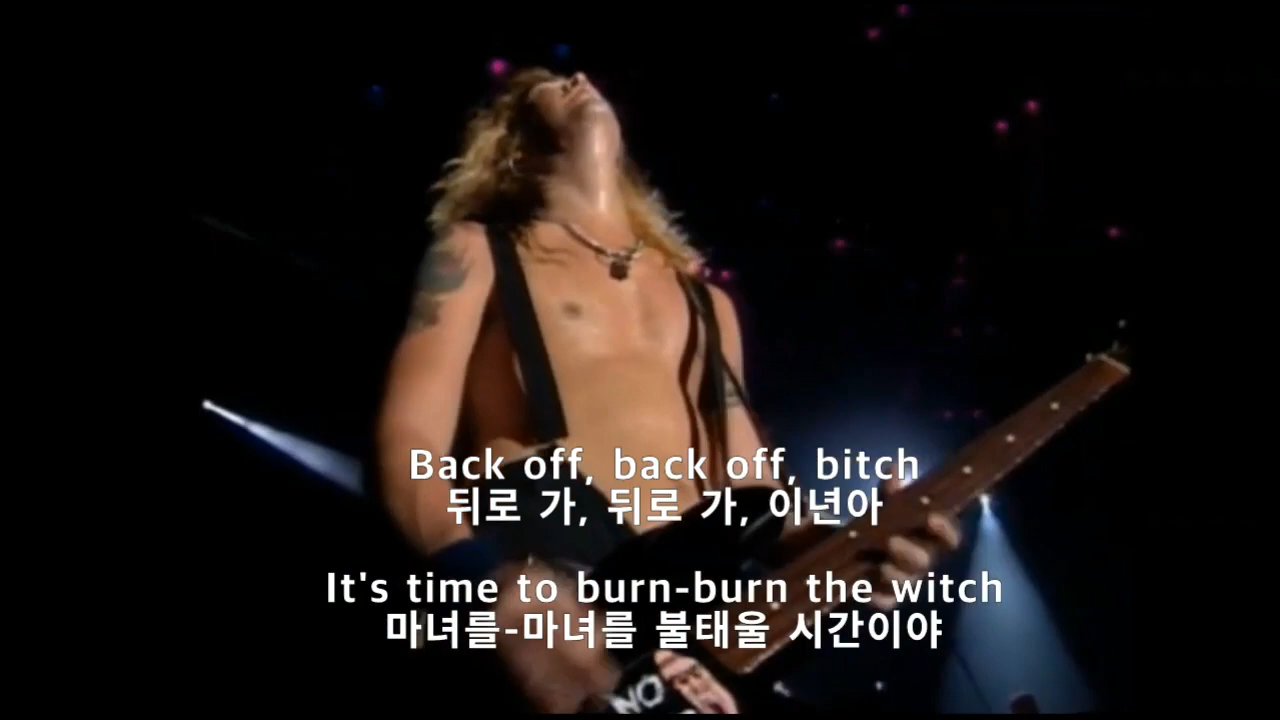 Back off, back off, bitch
뒤로 가, 뒤로 가, 이년아
It's time to burn-burn the witch
마녀를-마녀를 불태울 시간이야
NO